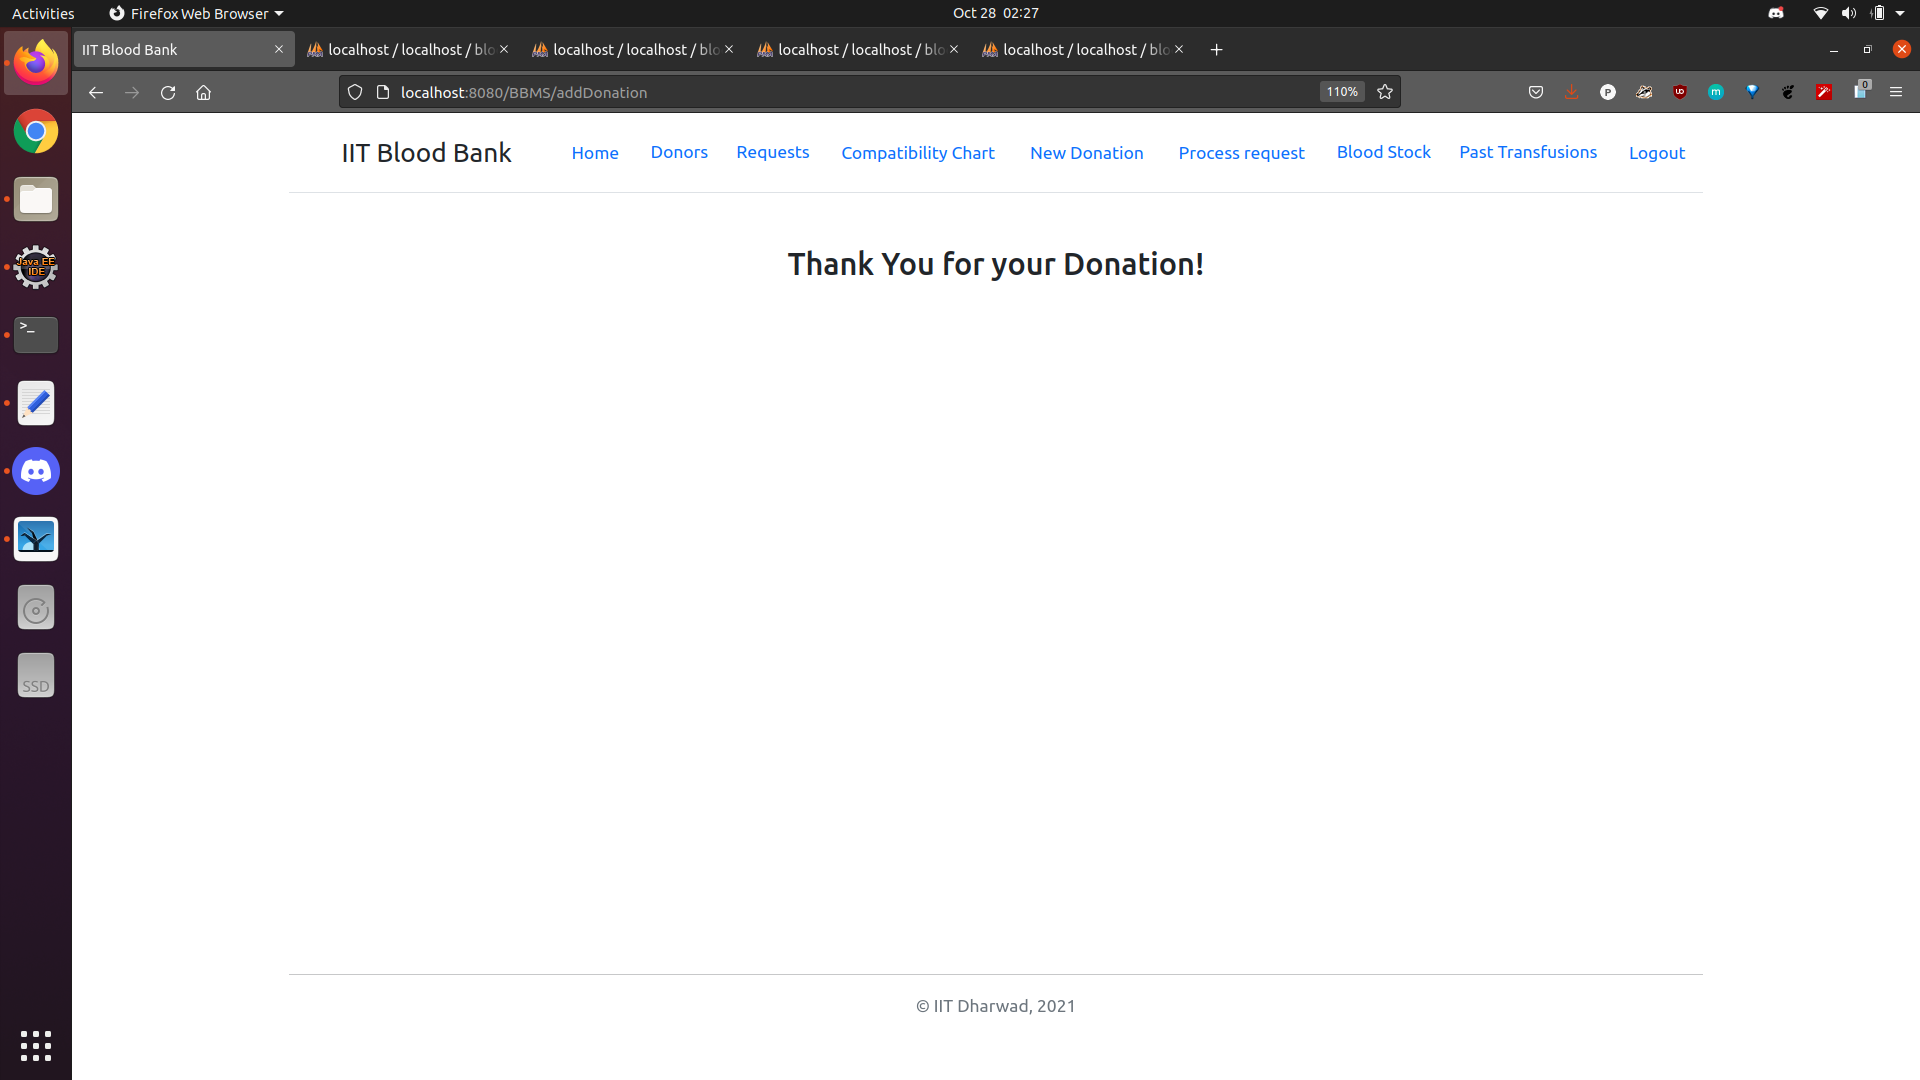 Activities Firefox Web Browser Oct 28 02:27
IIT Blood Bank localhost / localhost / blo localhost / localhost / blo localhost / localhost / blo localhost / localhost / blo
localhost:8080/BBMS/addDonation 110% 0
IIT Blood Bank Home Donors Requests Compatibility Chart New Donation Process request Blood Stock Past Transfusions Logout
Thank You for your Donation!
Java EE
IDE
>_
SSD
© IIT Dharwad, 2021